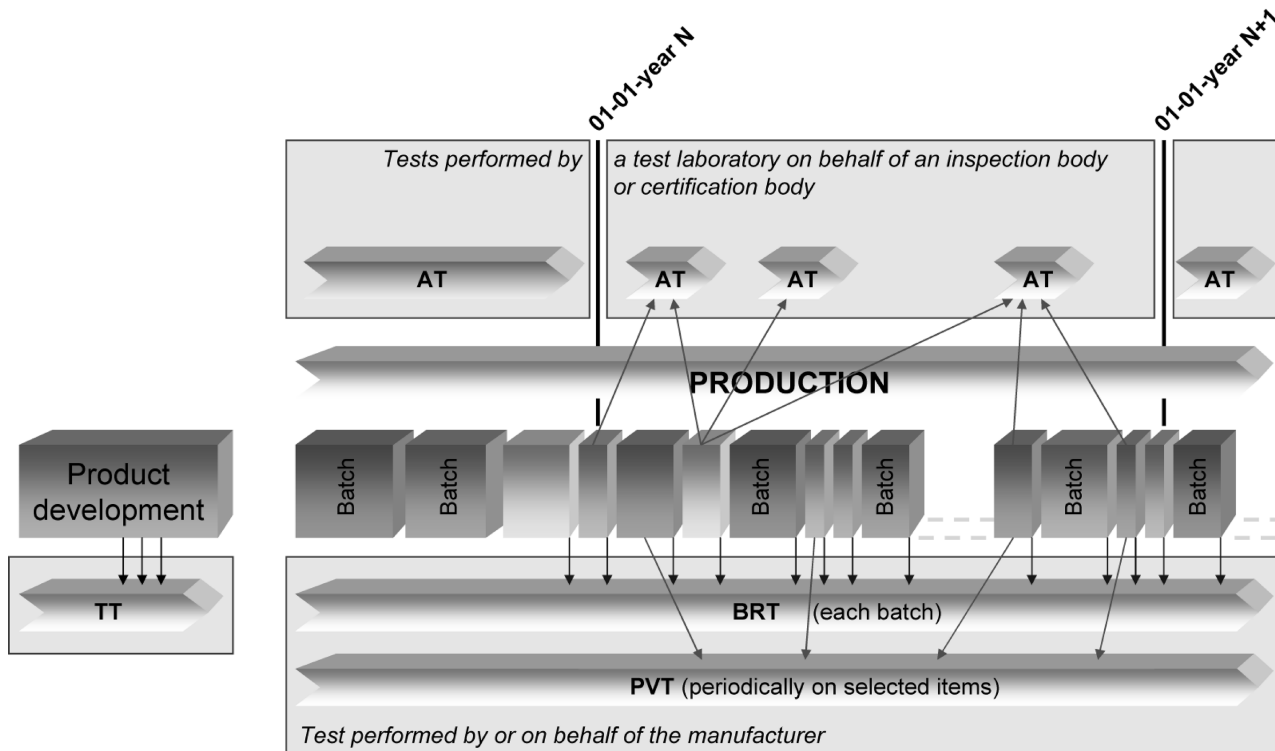 01-01-year N
01-01-year N+1
Tests performed by
a test laboratory on behalf of an inspection body
or certification body
AT
AT
AT
AT
AT
PRODUCTION
Product
development
Batch
Batch
Batch
Batch
Batch
Batch
TT
BRT (each batch)
PVT (periodically on selected items)
Test performed by or on behalf of the manufacturer